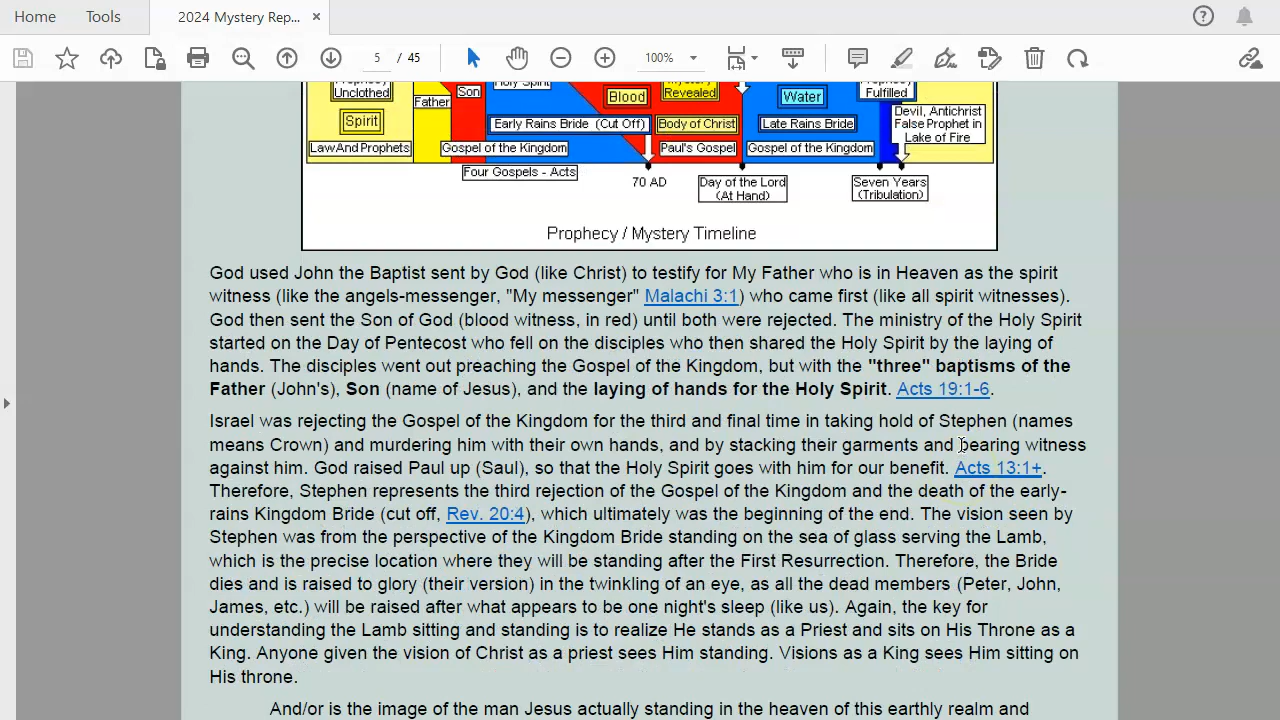 Home Tools 2024 Mystery Rep... ×
5 / 45 100%
Unclothed Son Holy Spirit Blood Revealed Water Fulfilled
Father
Spirit Early Rains Bride (Cut Off) Body of Christ Late Rains Bride Devil, Antichrist
False Prophet in
Lake of Fire
LawAnd Prophets Gospel of the Kingdom Paul's Gospel Gospel of the Kingdom
Four Gospels - Acts 70 AD Day of the Lord Seven Years
(At Hand) (Tribulation)
Prophecy / Mystery Timeline
God used John the Baptist sent by God (like Christ) to testify for My Father who is in Heaven as the spirit
witness (like the angels-messenger, "My messenger" Malachi 3:1) who came first (like all spirit witnesses).
God then sent the Son of God (blood witness, in red) until both were rejected. The ministry of the Holy Spirit
started on the Day of Pentecost who fell on the disciples who then shared the Holy Spirit by the laying of
hands. The disciples went out preaching the Gospel of the Kingdom, but with the "three" baptisms of the
Father (John's), Son (name of Jesus), and the laying of hands for the Holy Spirit. Acts 19:1-6.
Israel was rejecting the Gospel of the Kingdom for the third and final time in taking hold of Stephen (names
means Crown) and murdering him with their own hands, and by stacking their garments and bearing witness
against him. God raised Paul up (Saul), so that the Holy Spirit goes with him for our benefit. Acts 13:1+.
Therefore, Stephen represents the third rejection of the Gospel of the Kingdom and the death of the early-
rains Kingdom Bride (cut off, Rev. 20:4), which ultimately was the beginning of the end. The vision seen by
Stephen was from the perspective of the Kingdom Bride standing on the sea of glass serving the Lamb,
which is the precise location where they will be standing after the First Resurrection. Therefore, the Bride
dies and is raised to glory (their version) in the twinkling of an eye, as all the dead members (Peter, John,
James, etc.) will be raised after what appears to be one night's sleep (like us). Again, the key for
understanding the Lamb sitting and standing is to realize He stands as a Priest and sits on His Throne as a
King. Anyone given the vision of Christ as a priest sees Him standing. Visions as a King sees Him sitting on
His throne.
And/or is the image of the man Jesus actually standing in the heaven of this earthly realm and